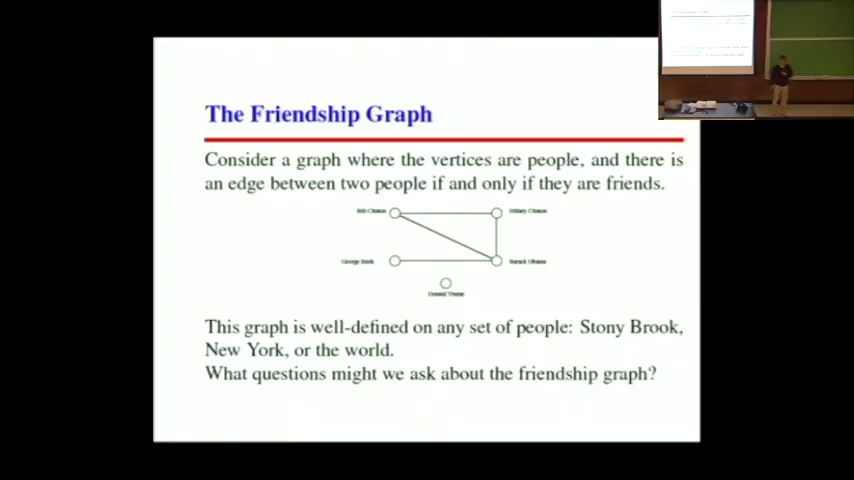 The Friendship Graph
Consider a graph where the vertices are people, and there is
an edge between two people if and only if they are friends.
Bill Clinton
Hillary Clinton
George Bush
Barack Obama
Donald Trump
This graph is well-defined on any set of people: Stony Brook,
New York, or the world.
What questions might we ask about the friendship graph?